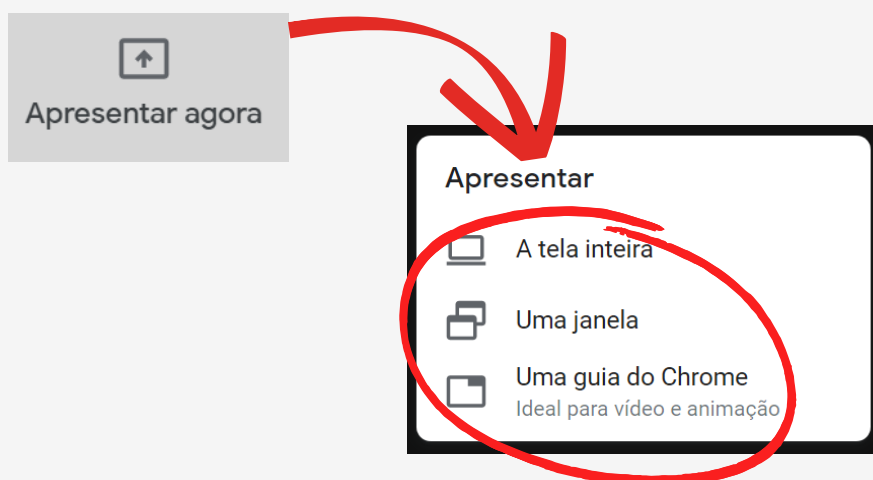 Apresentar agora
Apresentar
A tela inteira
Uma janela
Uma guia do Chrome
Ideal para vídeo e animação